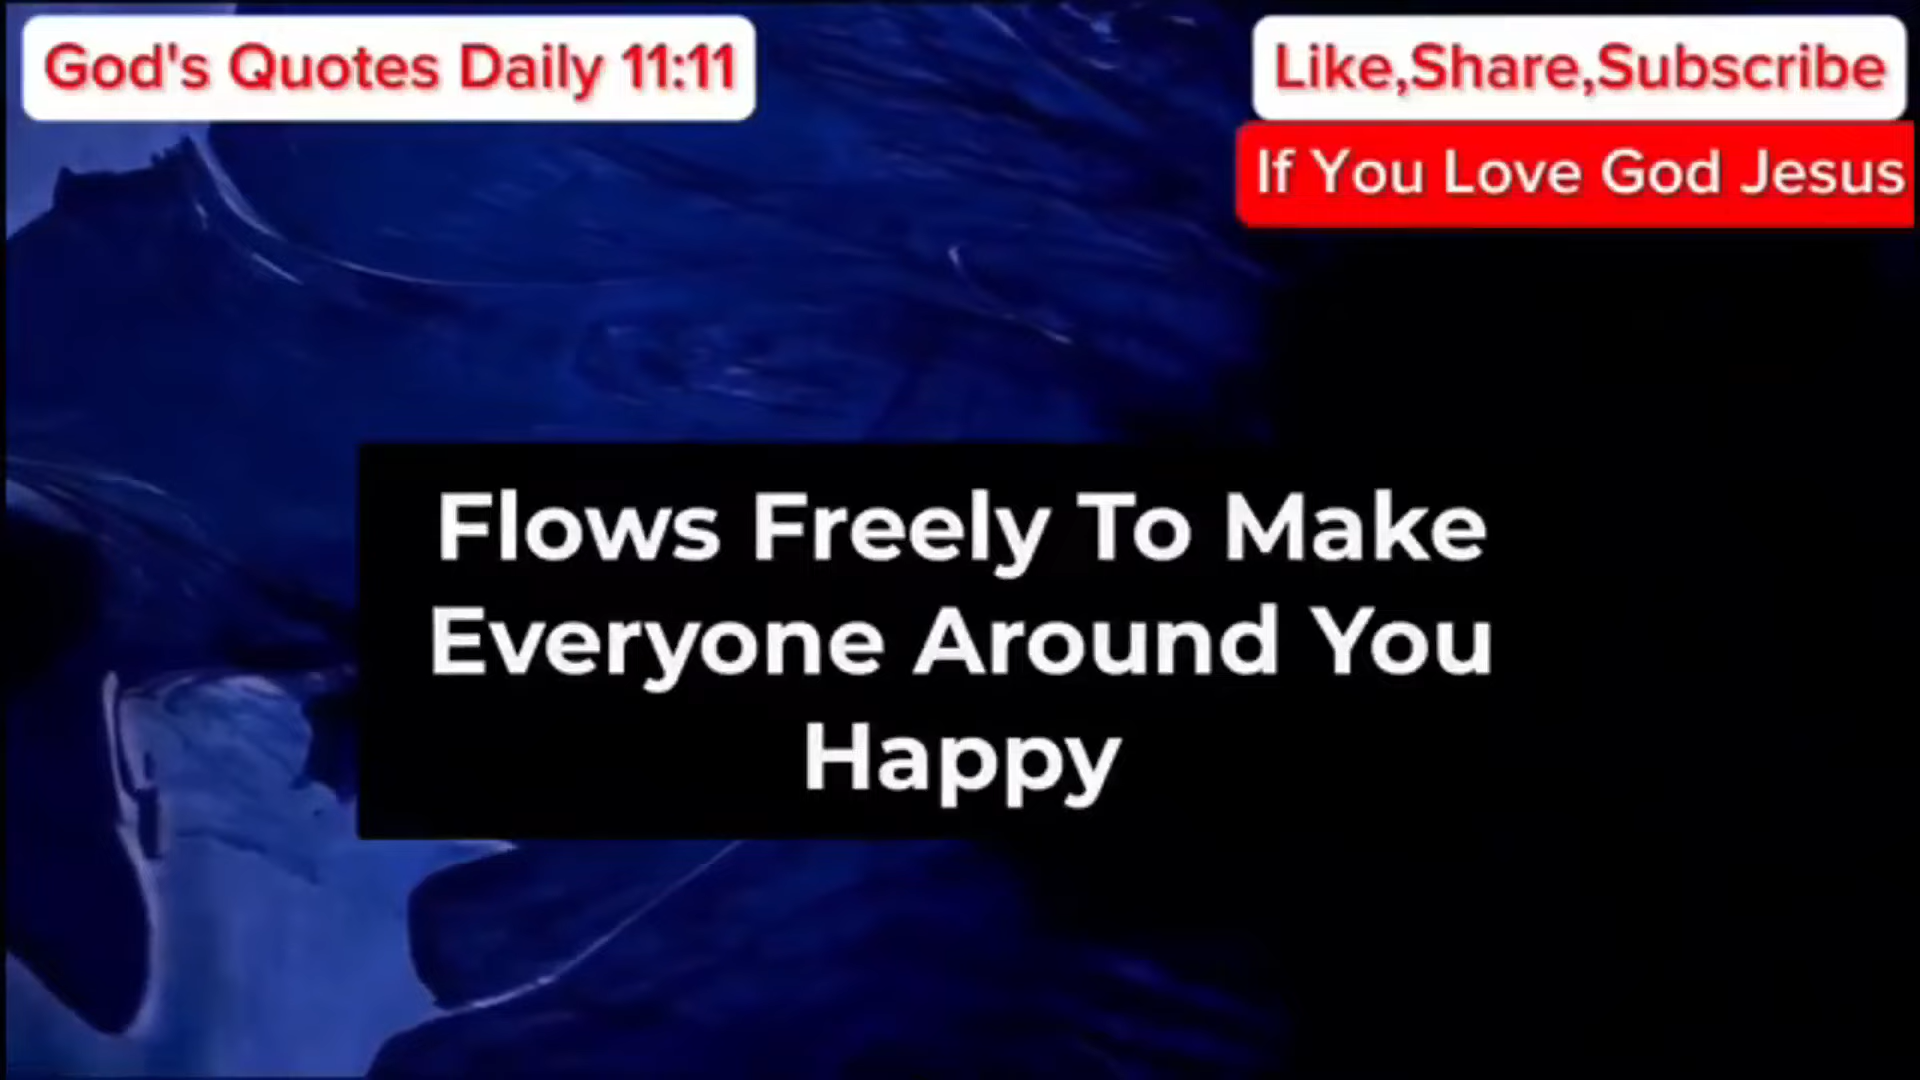 God's Quotes Daily 11:11
Like,Share,Subscribe
If You Love God Jesus
Flows Freely To Make
Everyone Around You
Happy